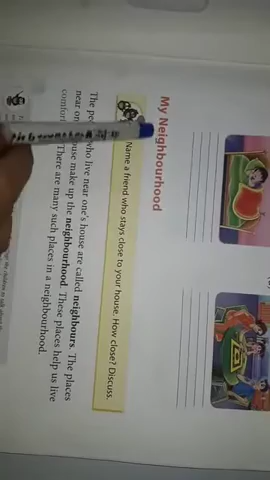 My Neighbourhood
Name a friend who stays close to your house. How close? Discuss.
The who live near one's house are called neighbours. The places
near ouse make up the neighbourhood. These places help us live
There are many such places in a neighbourhood.